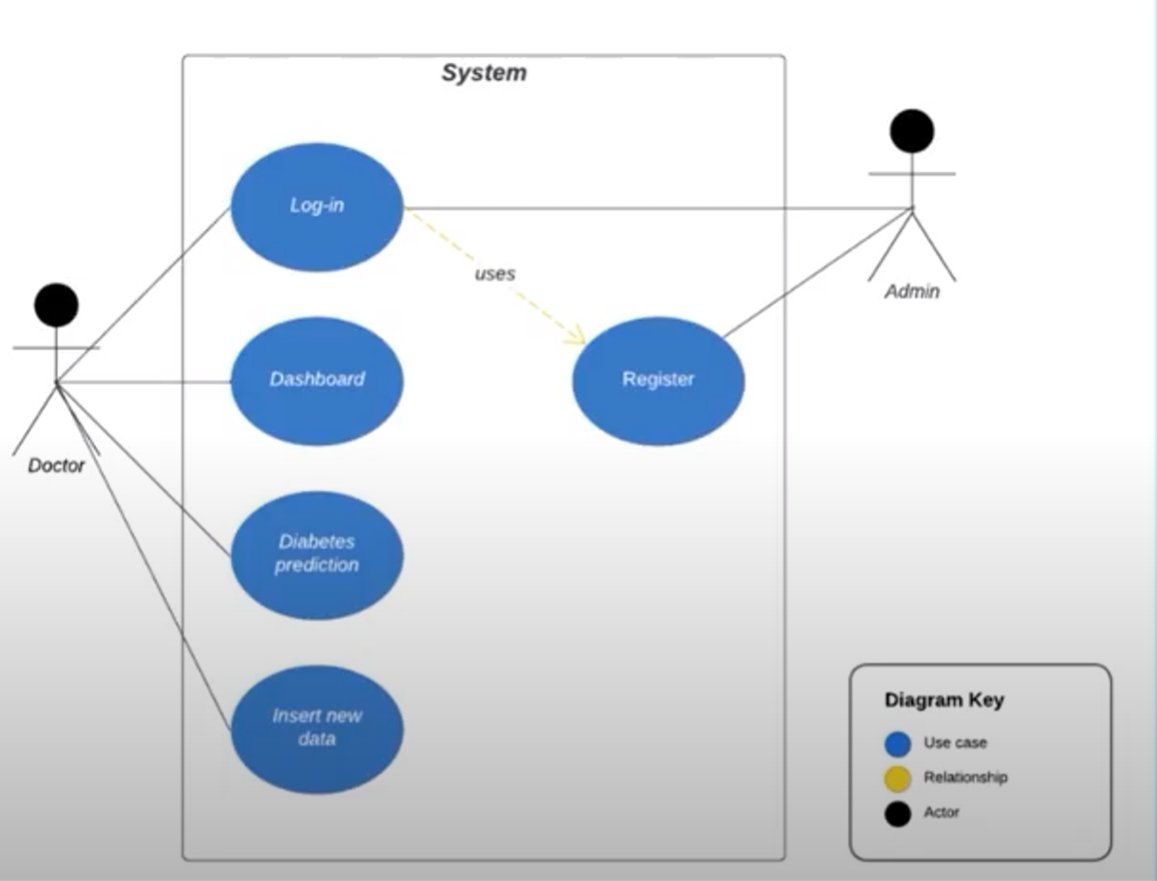 System
Log-in
uses
Admin
Dashboard
Register
Doctor
Diabetes
prediction
Insert new
data
Diagram Key
Use case
Relationship
Actor